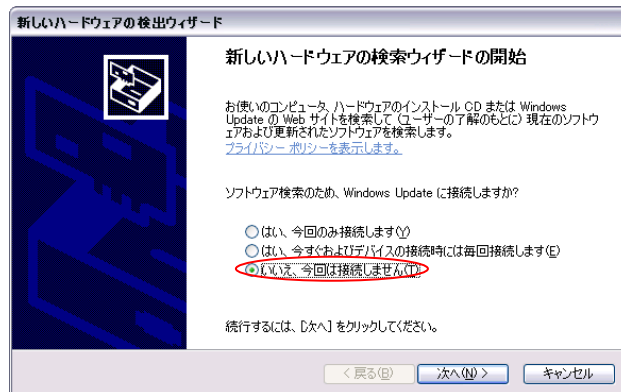 新しいハードウェアの検出ウィザード
新しいハードウェアの検索ウィザードの開始
お使いのコンピュータ、ハードウェアのインストール CD または Windows
Update の Web サイトを検索して (ユーザーの了解のもとに) 現在のソフトウ
ェアおよび更新されたソフトウェアを検索します。
プライバシー ポリシーを表示します。
ソフトウェア検索のため、Windows Update に接続しますか?
はい、今回のみ接続します(Y)
はい、今すぐおよびデバイスの接続時には毎回接続します(E)
いいえ、今回は接続しません(T)
続行するには、[次へ] をクリックしてください。
< 戻る(B)
次へ(N) >
キャンセル